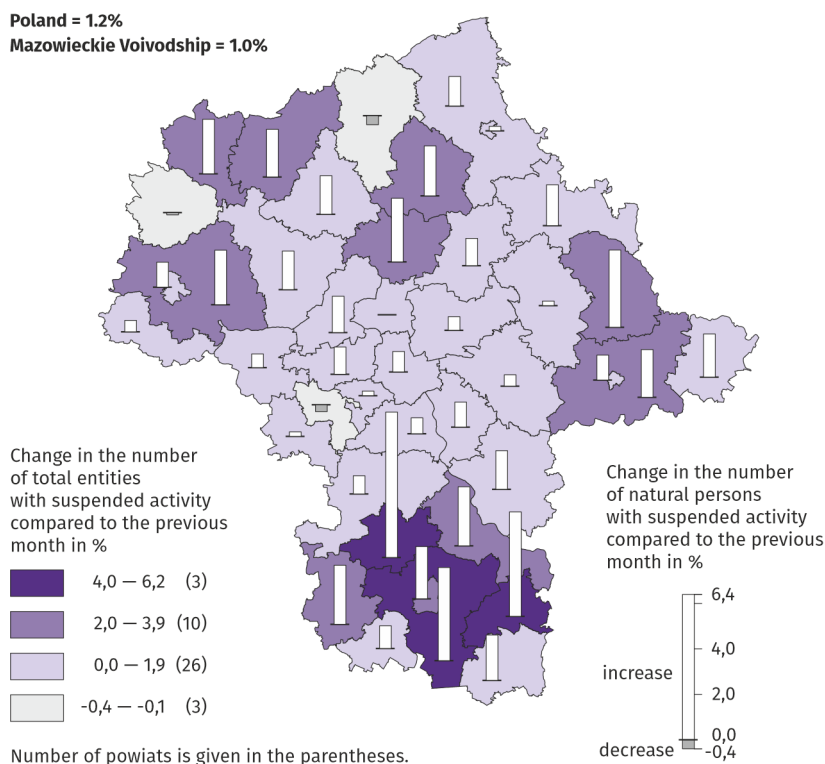 Poland = 1.2%
Mazowieckie Voivodship = 1.0%
Change in the number
of total entities
with suspended activity
compared to the previous
month in %
4,0 — 6,2 (3)
2,0 — 3,9 (10)
0,0 — 1,9 (26)
-0,4 — -0,1 (3)
Number of powiats is given in the parentheses.
Change in the number
of natural persons
with suspended activity
compared to the previous
month in %
6,4
4,0
increase
2,0
0,0
decrease
-0,4